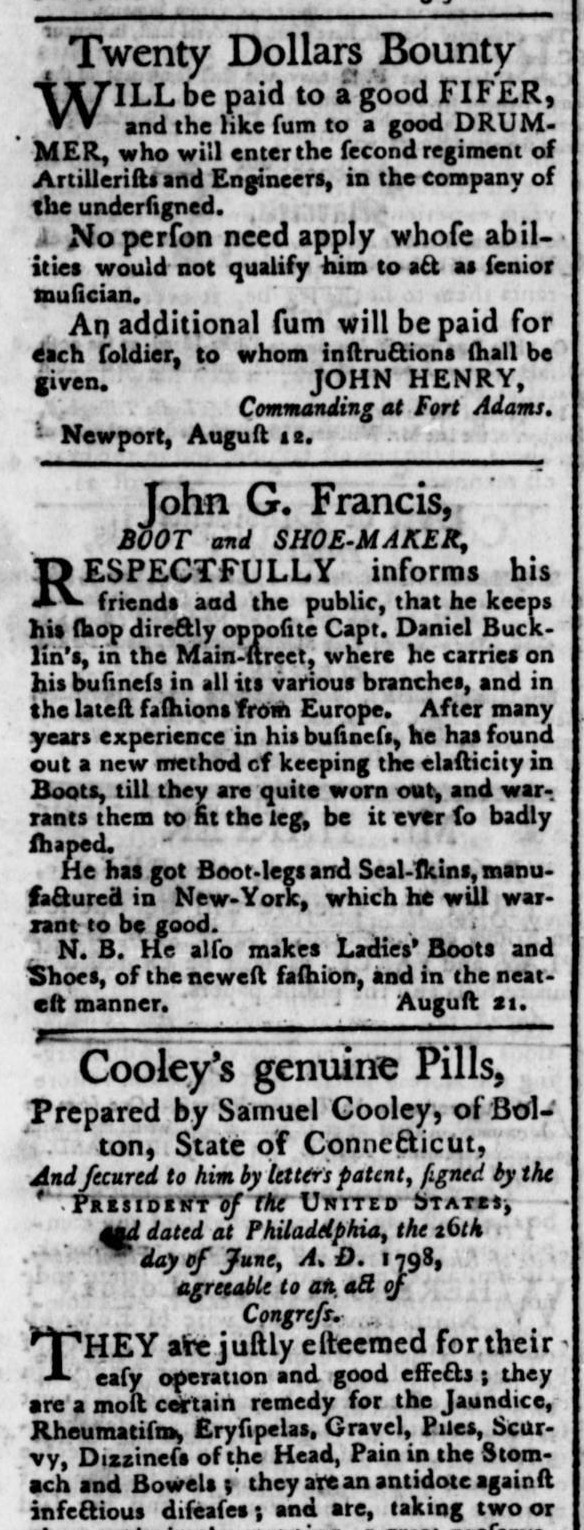 Twenty Dollars Bounty
WILL be paid to a good FIFER,
and the like ſum to a good DRUM-
MER, who will enter the ſecond regiment of
Artilleriſts and Engineers, in the company of
the underſigned.
No perſon need apply whoſe abil-
ities would not qualify him to act as ſenior
muſician.
An additional ſum will be paid for
each ſoldier, to whom inſtructions ſhall be
given. JOHN HENRY,
Commanding at Fort Adams.
Newport, Auguſt 12.
John G. Francis,
BOOT and SHOE-MAKER,
RESPECTFULLY informs his
friends aad the public, that he keeps
his ſhop directly oppoſite Capt. Daniel Buck-
lin's, in the Main-ſtreet, where he carries on
his buſineſs in all its various branches, and in
the lateſt faſhions from Europe. After many
years experience in his buſineſs, he has found
out a new method of keeping the elaſticity in
Boots, till they are quite worn out, and war-
rants them to fit the leg, be it ever ſo badly
ſhaped.
He has got Boot-legs and Seal-ſkins, manu-
factured in New-York, which he will war-
rant to be good.
N. B. He alſo makes Ladies' Boots and
Shoes, of the neweſt faſhion, and in the neat-
eſt manner. Auguſt 21.
Cooley's genuine Pills,
Prepared by Samuel Cooley, of Bol-
ton, State of Connecticut,
And ſecured to him by letters patent, ſigned by the
PRESIDENT of the UNITED STATES,
and dated at Philadelphia, the 26th
day of June, A. D. 1798,
agreeable to an act of
Congreſs.
THEY are juſtly eſteemed for their
eaſy operation and good effects; they
are a moſt certain remedy for the Jaundice,
Rheumatiſm, Eryſipelas, Gravel, Piles, Scur-
vy, Dizzineſs of the Head, Pain in the Stom-
ach and Bowels; they are an antidote againſt
infectious diſeaſes; and are, taking two or